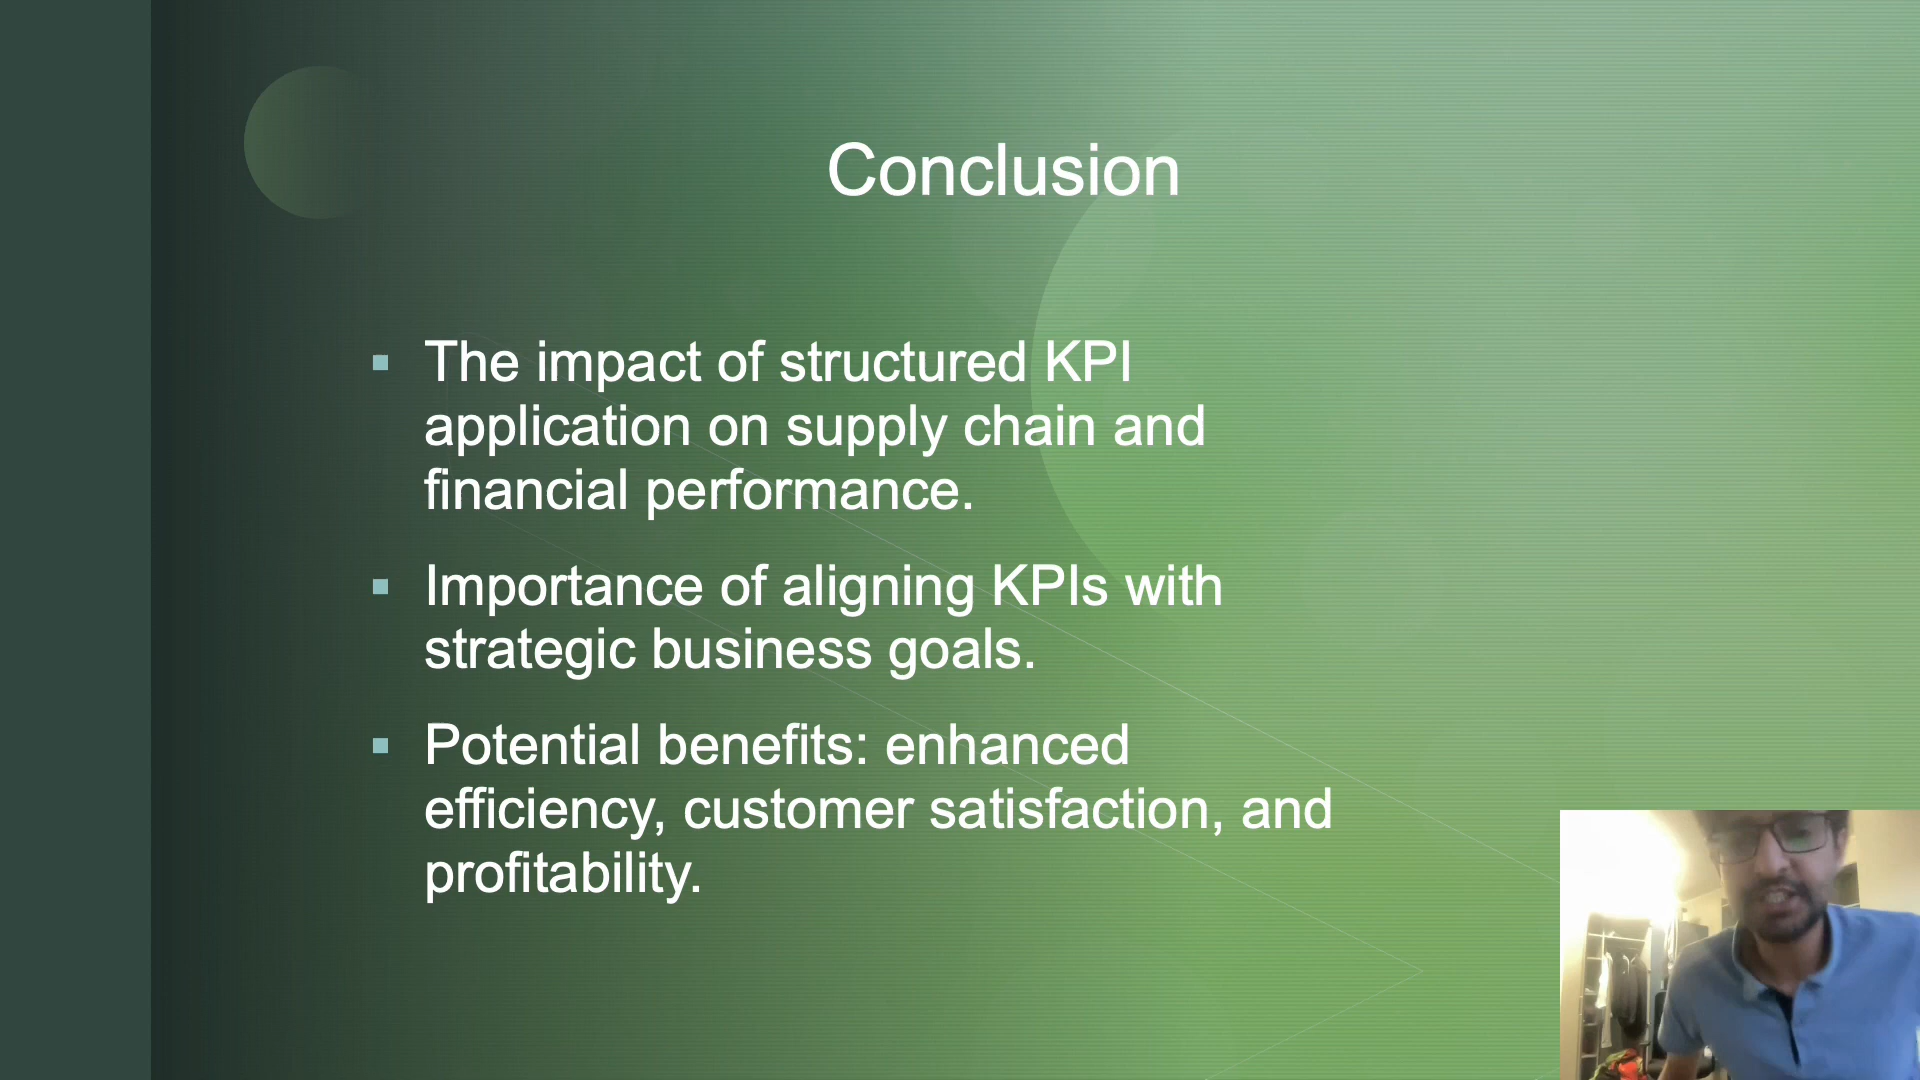 Conclusion
The impact of structured KPI
application on supply chain and
financial performance.
Importance of aligning KPIs with
strategic business goals.
Potential benefits: enhanced
efficiency, customer satisfaction, and
profitability.